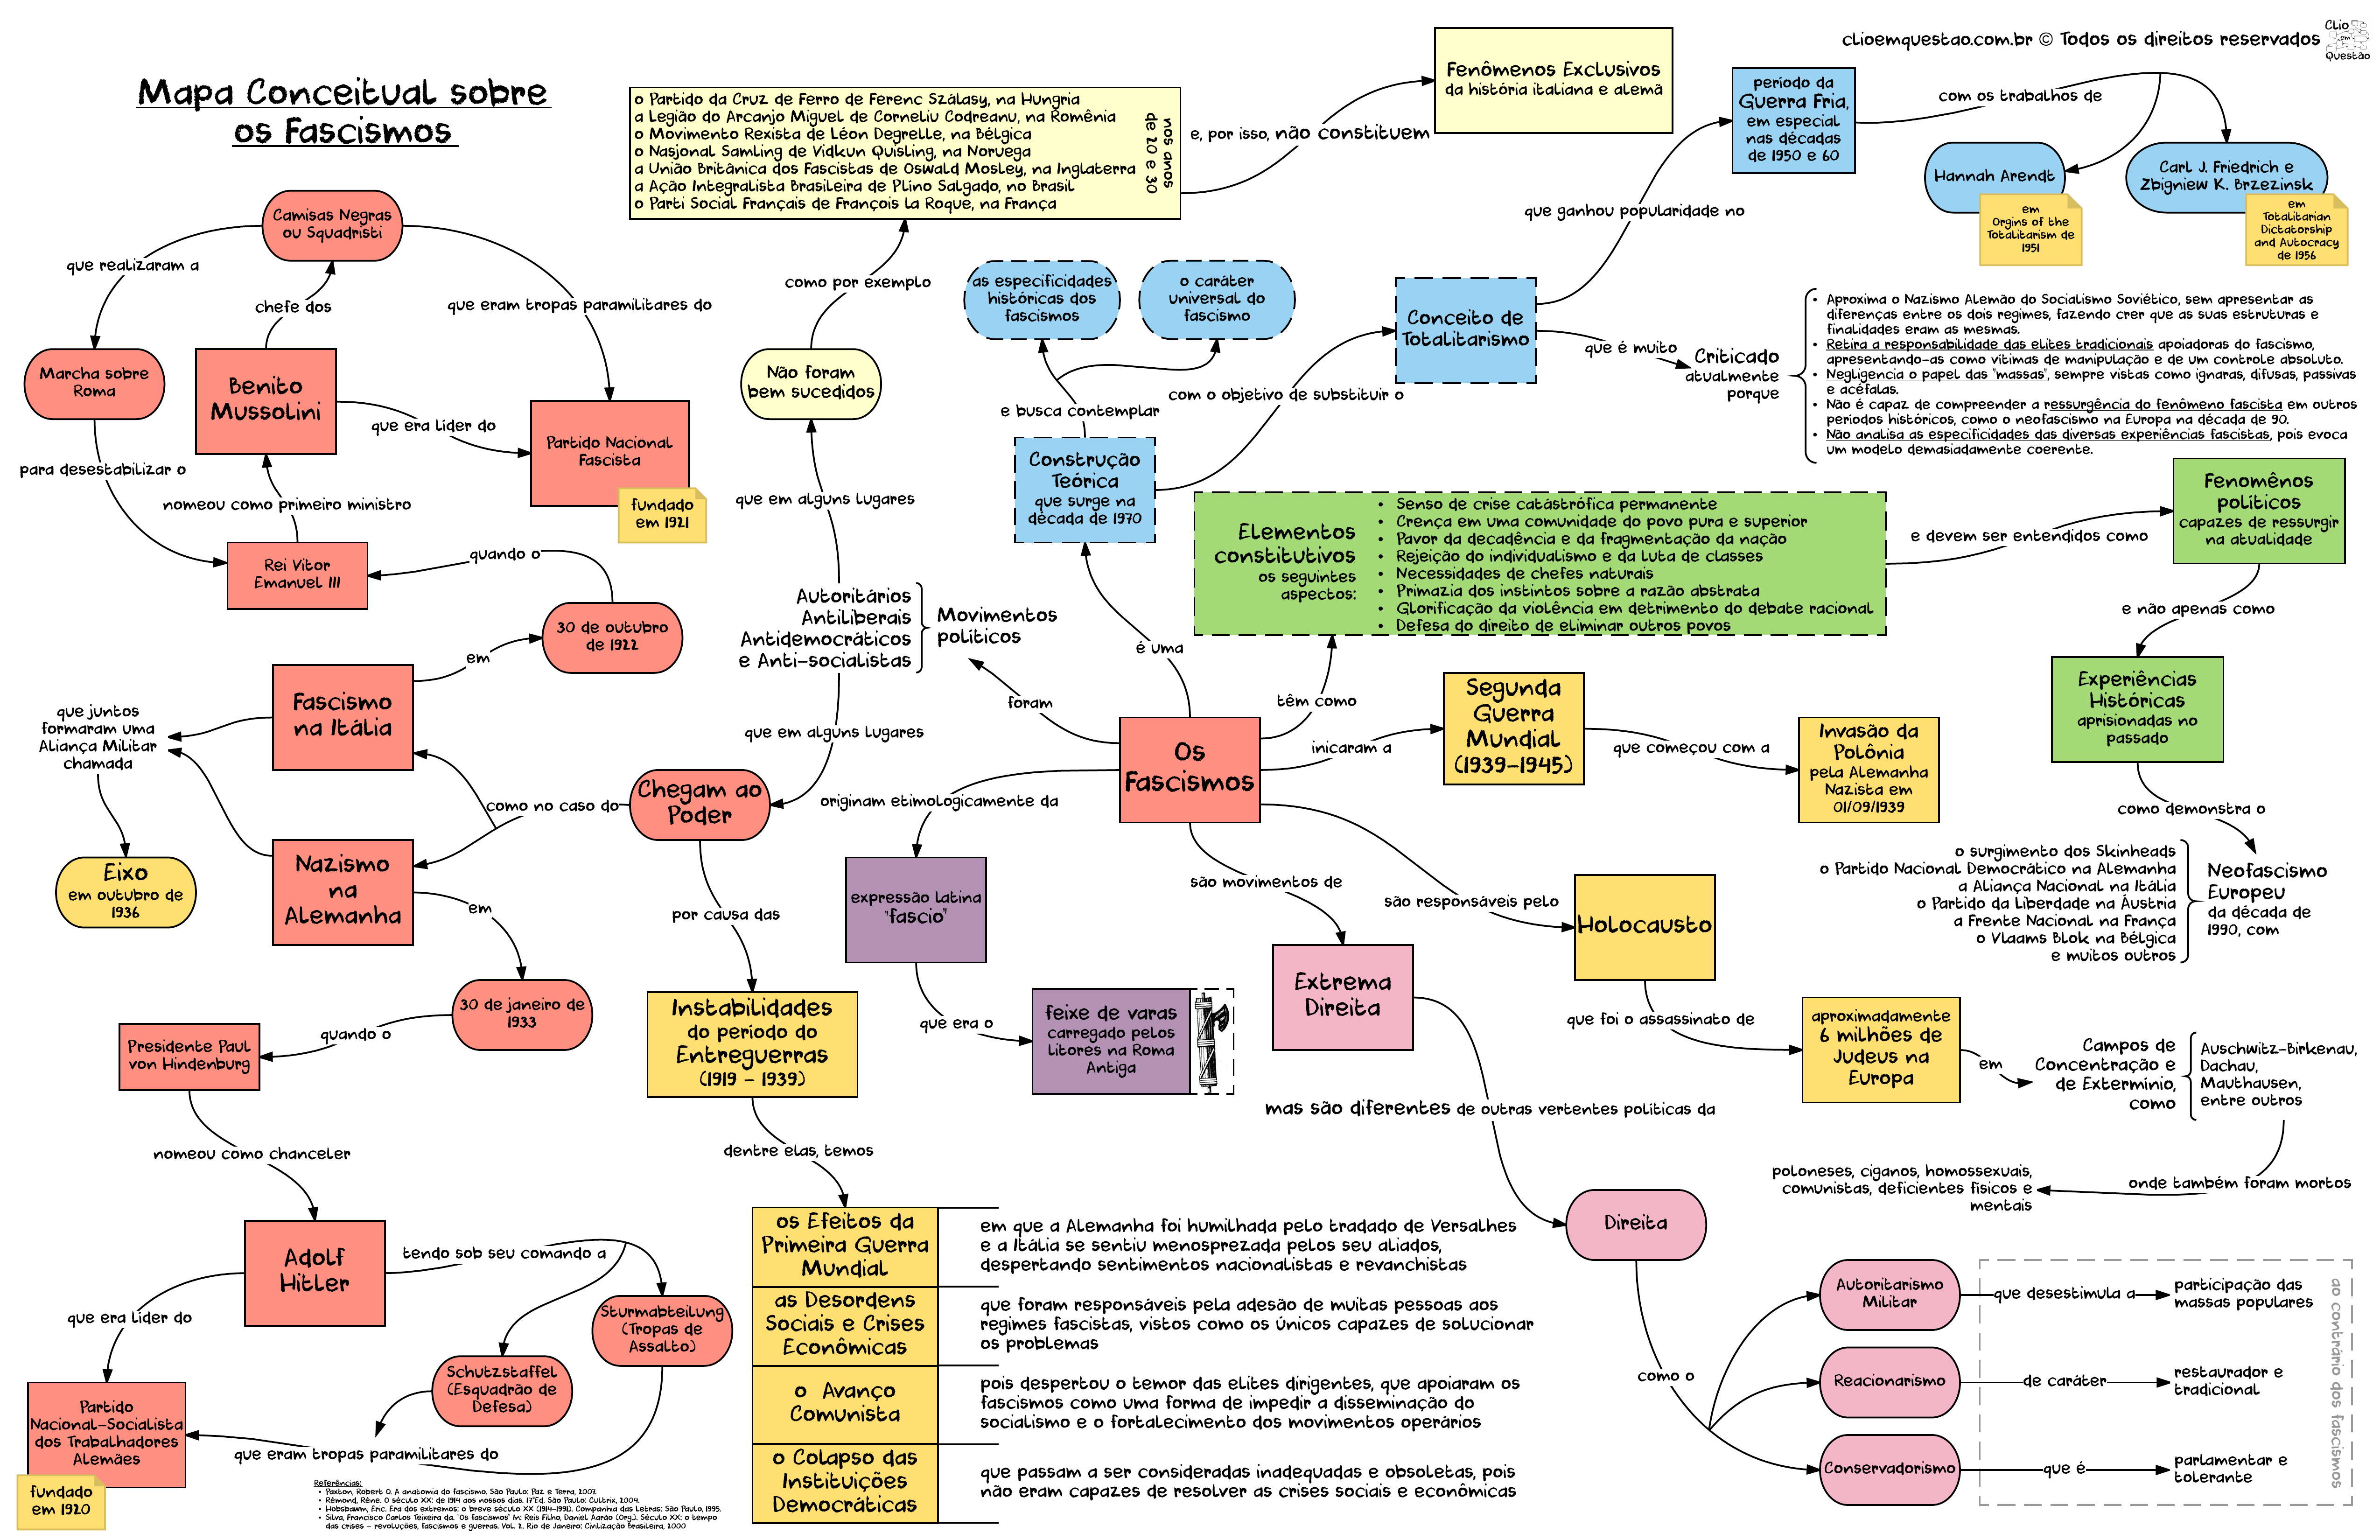 Mapa Conceitual sobre
os Fascismos
clioemquestao.com.br © Todos os direitos reservados
Clio
em
Questão
o Partido da Cruz de Ferro de Ferenc Szálasy, na Hungria
a Legião do Arcanjo Miguel de Corneliu Codreanu, na Romênia
o Movimento Rexista de Léon Degrelle, na Bélgica
o Nasjonal Samling de Vidkun Quisling, na Noruega
a União Britânica dos Fascistas de Oswald Mosley, na Inglaterra
a Ação Integralista Brasileira de Plino Salgado, no Brasil
o Parti Social Français de François la Roque, na França
nos anos
de 20 e 30
e, por isso, não constituem
Fenômenos Exclusivos
da história italiana e alemã
período da
Guerra Fria,
em especial
nas décadas
de 1950 e 60
com os trabalhos de
Hannah Arendt
em
Orgins of the
Totalitarism de
1951
Carl J. Friedrich e
Zbigniew K. Brzezinsk
em
Totalitarian
Dictatorship
and Autocracy
de 1956
que ganhou popularidade no
Camisas Negras
ou Squadristi
que realizaram a
chefe dos
que eram tropas paramilitares do
Marcha sobre
Roma
Benito
Mussolini
que era líder do
Partido Nacional
Fascista
fundado
em 1921
para desestabilizar o
nomeou como primeiro ministro
Rei Vitor
Emanuel III
quando o
30 de outubro
de 1922
em
Fascismo
na Itália
que juntos
formaram uma
Aliança Militar
chamada
Eixo
em outubro de
1936
Nazismo
na
Alemanha
em
30 de janeiro de
1933
quando o
Presidente Paul
von Hindenburg
nomeou como chanceler
Adolf
Hitler
tendo sob seu comando a
que era líder do
Sturmabteilung
(Tropas de
Assalto)
Schutzstaffel
(Esquadrão de
Defesa)
que eram tropas paramilitares do
Partido
Nacional-Socialista
dos Trabalhadores
Alemães
fundado
em 1920
como por exemplo
Não foram
bem sucedidos
que em alguns lugares
Autoritários
Antiliberais
Antidemocráticos
e Anti-socialistas
Movimentos
políticos
foram
que em alguns lugares
Chegam ao
Poder
como no caso do
por causa das
Instabilidades
do período do
Entreguerras
(1919 - 1939)
dentre elas, temos
os Efeitos da
Primeira Guerra
Mundial
em que a Alemanha foi humilhada pelo tradado de Versalhes
e a Itália se sentiu menosprezada pelos seu aliados,
despertando sentimentos nacionalistas e revanchistas
as Desordens
Sociais e Crises
Econômicas
que foram responsáveis pela adesão de muitas pessoas aos
regimes fascistas, vistos como os únicos capazes de solucionar
os problemas
o Avanço
Comunista
pois despertou o temor das elites dirigentes, que apoiaram os
fascismos como uma forma de impedir a disseminação do
socialismo e o fortalecimento dos movimentos operários
o Colapso das
Instituições
Democráticas
que passam a ser consideradas inadequadas e obsoletas, pois
não eram capazes de resolver as crises sociais e econômicas
as especificidades
históricas dos
fascismos
o caráter
universal do
fascismo
e busca contemplar
Construção
Teórica
que surge na
década de 1970
com o objetivo de substituir o
Conceito de
Totalitarismo
que é muito
Criticado
atualmente
porque
• Aproxima o Nazismo Alemão do Socialismo Soviético, sem apresentar as
diferenças entre os dois regimes, fazendo crer que as suas estruturas e
finalidades eram as mesmas.
• Retira a responsabilidade das elites tradicionais apoiadoras do fascismo,
apresentando-as como vítimas de manipulação e de um controle absoluto.
• Negligencia o papel das "massas", sempre vistas como ignaras, difusas, passivas
e acéfalas.
• Não é capaz de compreender a ressurgência do fenômeno fascista em outros
períodos históricos, como o neofascismo na Europa na década de 90.
• Não analisa as especificidades das diversas experiências fascistas, pois evoca
um modelo demasiadamente coerente.
é uma
Os
Fascismos
têm como
Elementos
constitutivos
os seguintes
aspectos:
• Senso de crise catástrófica permanente
• Crença em uma comunidade do povo pura e superior
• Pavor da decadência e da fragmentação da nação
• Rejeição do individualismo e da luta de classes
• Necessidades de chefes naturais
• Primazia dos instintos sobre a razão abstrata
• Glorificação da violência em detrimento do debate racional
• Defesa do direito de eliminar outros povos
e devem ser entendidos como
Fenomênos
políticos
capazes de ressurgir
na atualidade
e não apenas como
Experiências
Históricas
aprisionadas no
passado
como demonstra o
Neofascismo
Europeu
da década de
1990, com
o surgimento dos Skinheads
o Partido Nacional Democrático na Alemanha
a Aliança Nacional na Itália
o Partido da Liberdade na Áustria
a Frente Nacional na França
o Vlaams Blok na Bélgica
e muitos outros
inicaram a
Segunda
Guerra
Mundial
(1939-1945)
que começou com a
Invasão da
Polônia
pela Alemanha
Nazista em
01/09/1939
originam etimologicamente da
expressão latina
"fascio"
que era o
feixe de varas
carregado pelos
litores na Roma
Antiga
são movimentos de
Extrema
Direita
mas são diferentes de outras vertentes políticas da
Direita
como o
Autoritarismo
Militar
que desestimula a
participação das
massas populares
Reacionarismo
de caráter
restaurador e
tradicional
Conservadorismo
que é
parlamentar e
tolerante
ao contrário dos fascismos
são responsáveis pelo
Holocausto
que foi o assassinato de
aproximadamente
6 milhões de
Judeus na
Europa
em
Campos de
Concentração e
de Extermínio,
como
Auschwitz-Birkenau,
Dachau,
Mauthausen,
entre outros
onde também foram mortos
poloneses, ciganos, homossexuais,
comunistas, deficientes físicos e
mentais
Referências:
• Paxton, Robert O. A anatomia do fascismo. São Paulo: Paz e Terra, 2007.
• Rémond, Réne. O século XX: de 1914 aos nossos dias. 17ªEd. São Paulo: Cultrix, 2004.
• Hobsbawm, Eric. Era dos extremos: o breve século XX (1914-1991). Companhia das Letras: São Paulo, 1995.
• Silva, Francisco Carlos Teixeira da. "Os fascismos" In: Reis Filho, Daniel Aarão (Org.). Século XX: o tempo
das crises - revoluções, fascismos e guerras. Vol. 2. Rio de Janeiro: Civilização Brasileira, 2000